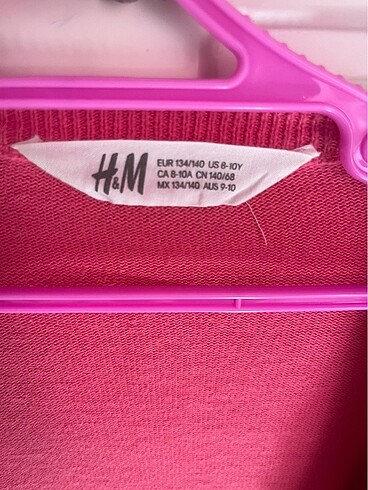 H&M
EUR 134/140 US 8-10Y
CA 8-10A CN 140/68
MX 134/140 AUS 9-10